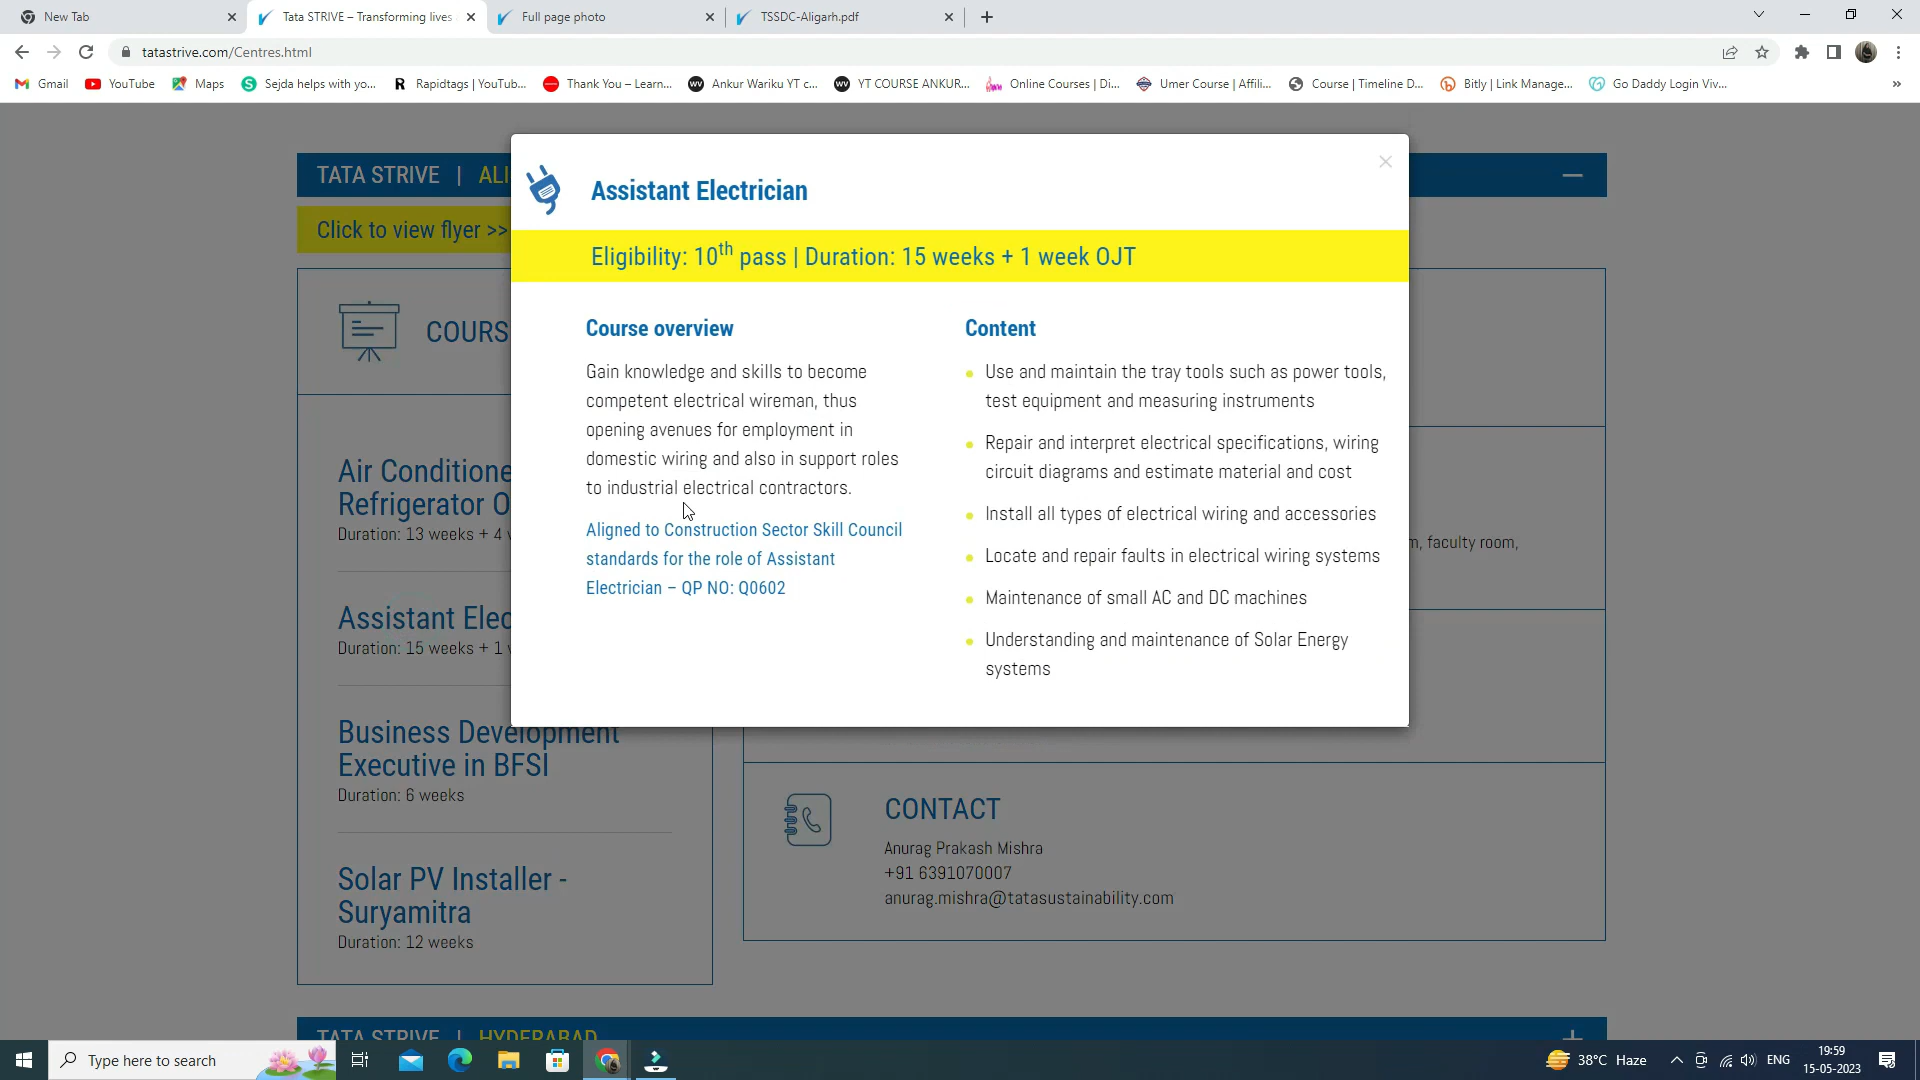 New Tab
Tata STRIVE – Transforming lives
Full page photo
TSSDC-Aligarh.pdf
tatastrive.com/Centres.html
Gmail
YouTube
Maps
Sejda helps with yo...
Rapidtags | YouTub...
Thank You – Learn...
Ankur Wariku YT c...
YT COURSE ANKUR...
Online Courses | Di...
Umer Course | Affili...
Course | Timeline D...
Bitly | Link Manage...
Go Daddy Login Viv...
TATA STRIVE | ALI
Click to view flyer >>
COURS
Air Conditione
Refrigerator O
Duration: 13 weeks + 4 w
Assistant Elec
Duration: 15 weeks + 1 w
Business Development
Executive in BFSI
Duration: 6 weeks
Solar PV Installer -
Suryamitra
Duration: 12 weeks
Assistant Electrician
Eligibility: 10th pass | Duration: 15 weeks + 1 week OJT
Course overview
Gain knowledge and skills to become
competent electrical wireman, thus
opening avenues for employment in
domestic wiring and also in support roles
to industrial electrical contractors.
Aligned to Construction Sector Skill Council
standards for the role of Assistant
Electrician – QP NO: Q0602
Content
Use and maintain the tray tools such as power tools,
test equipment and measuring instruments
Repair and interpret electrical specifications, wiring
circuit diagrams and estimate material and cost
Install all types of electrical wiring and accessories
Locate and repair faults in electrical wiring systems
Maintenance of small AC and DC machines
Understanding and maintenance of Solar Energy
systems
m, faculty room,
CONTACT
Anurag Prakash Mishra
+91 6391070007
anurag.mishra@tatasustainability.com
TATA STRIVE | HYDERABAD
Type here to search
38°C Haze
ENG
19:59
15-05-2023